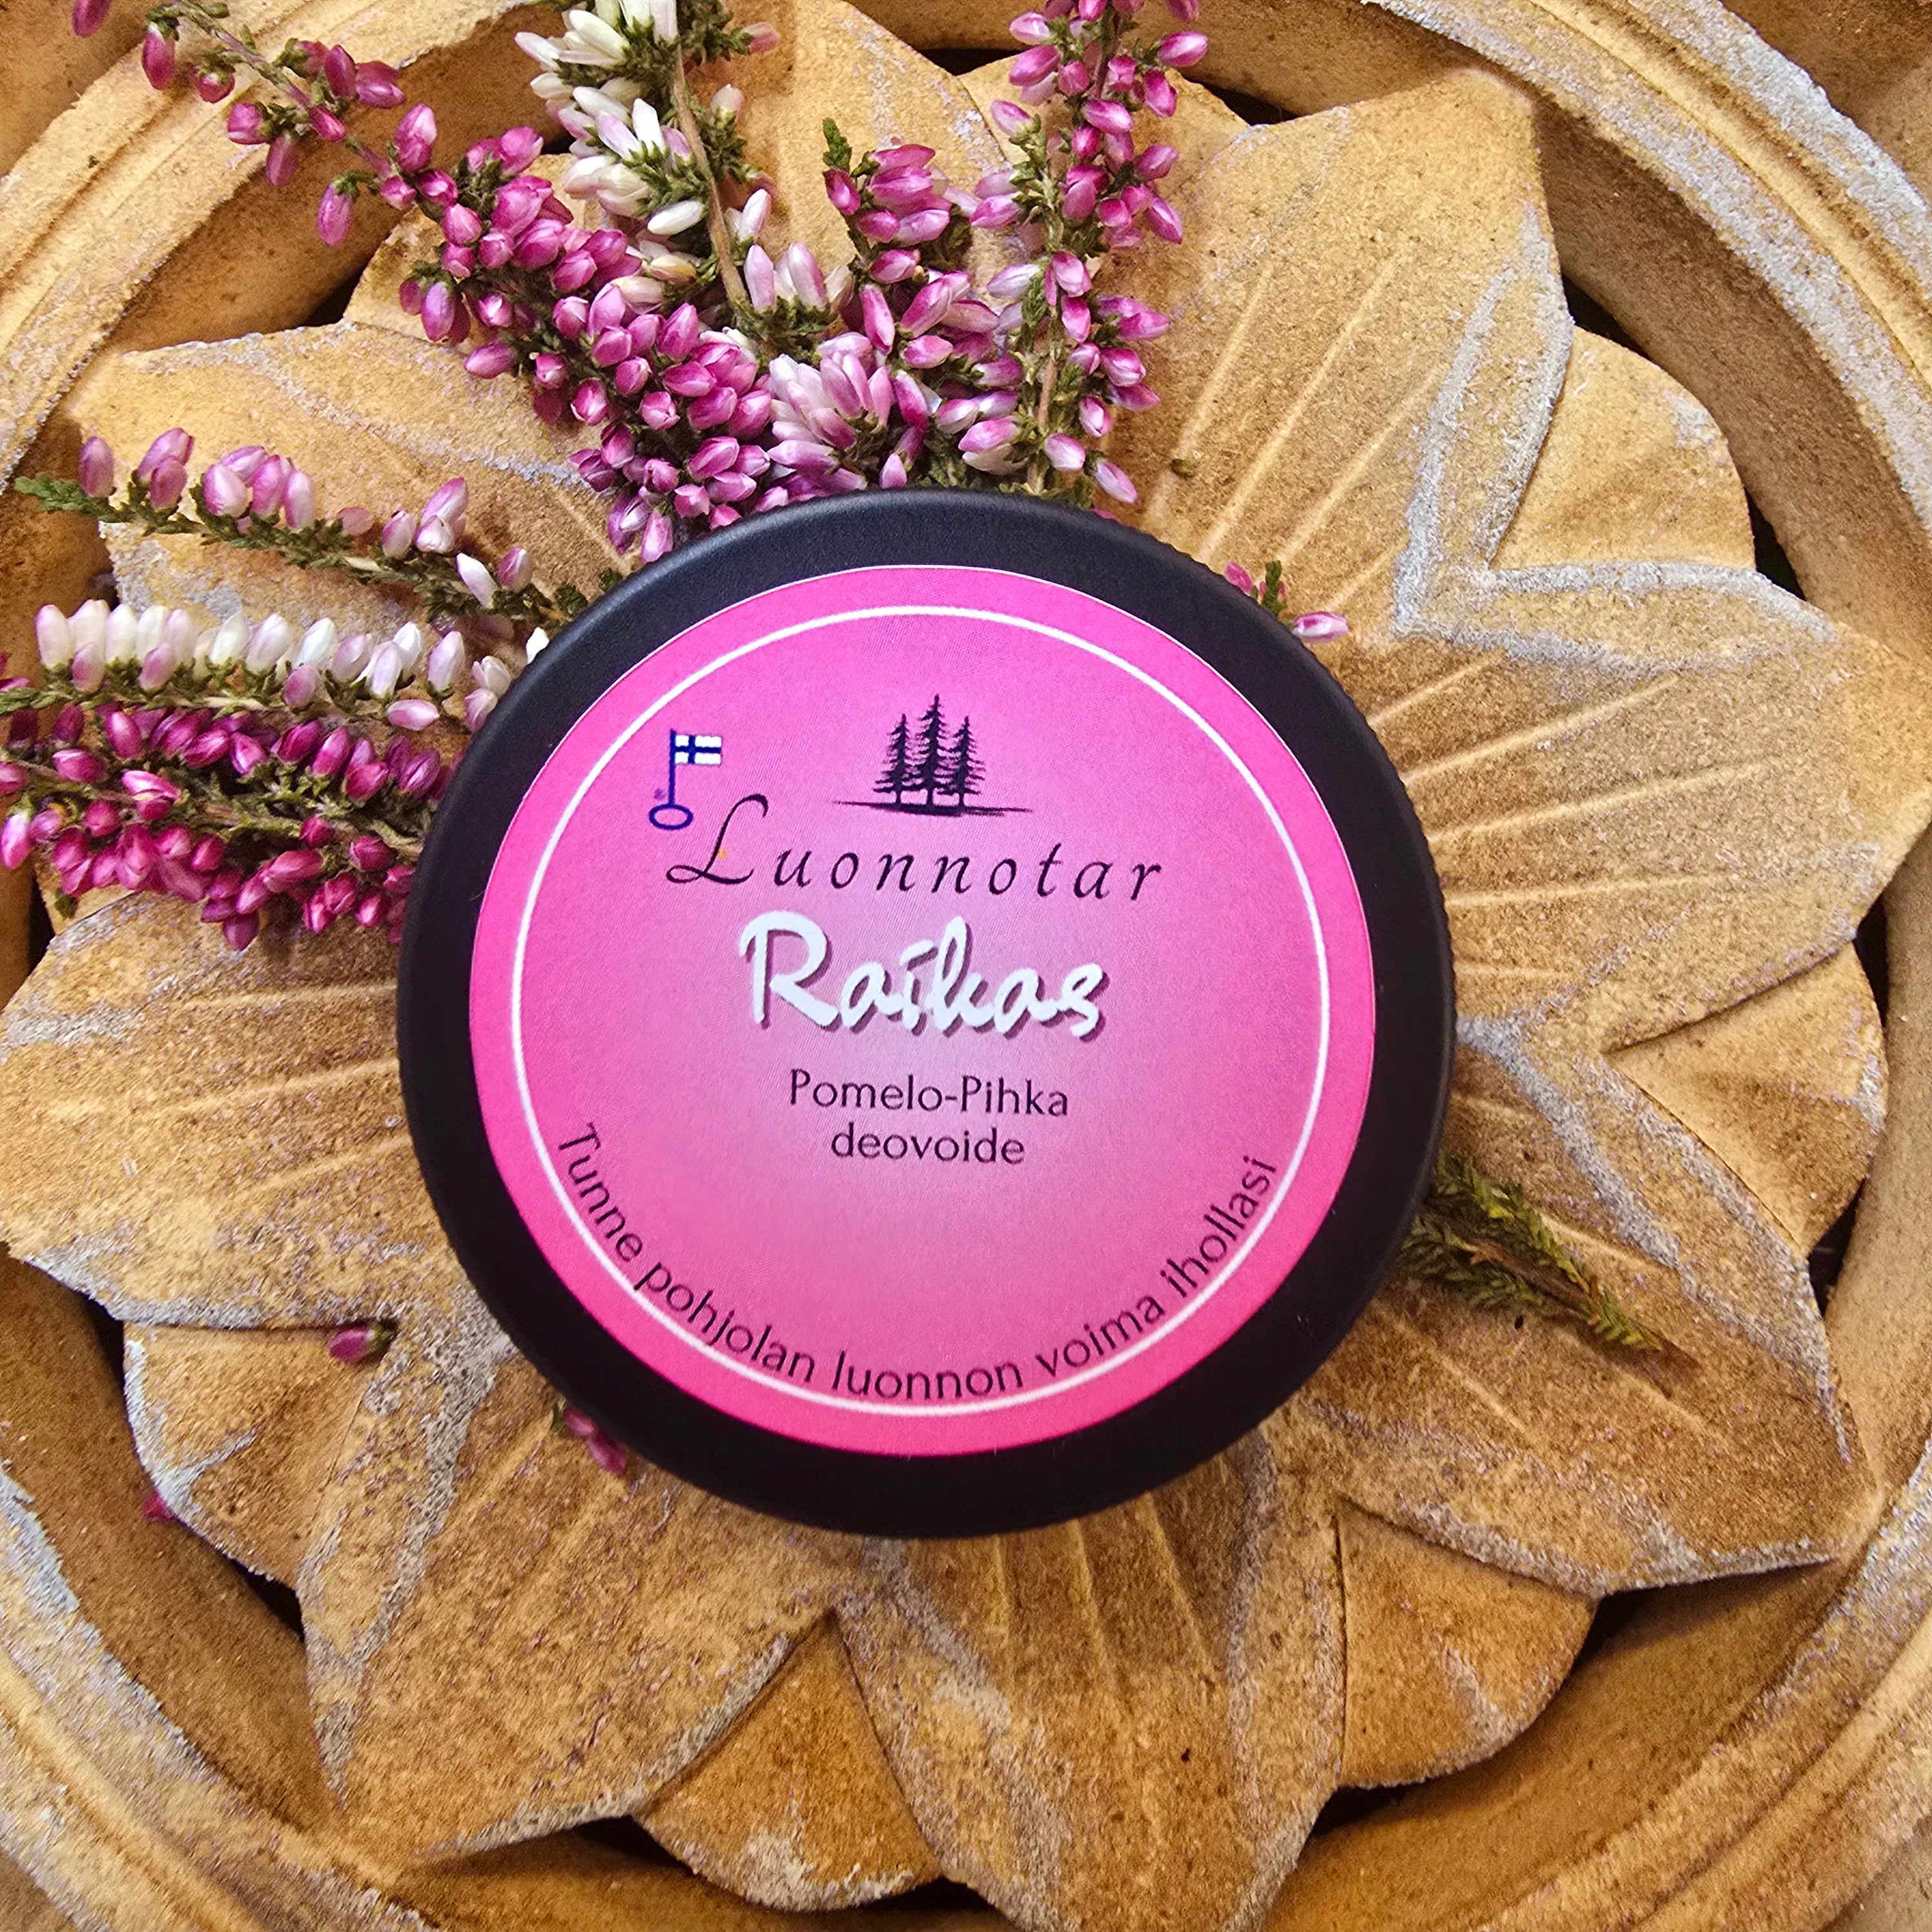 Luonnotar
Raikas
Pomelo-Pihka
deovoide
Tunne pohjolan luonnon voima ihollasi